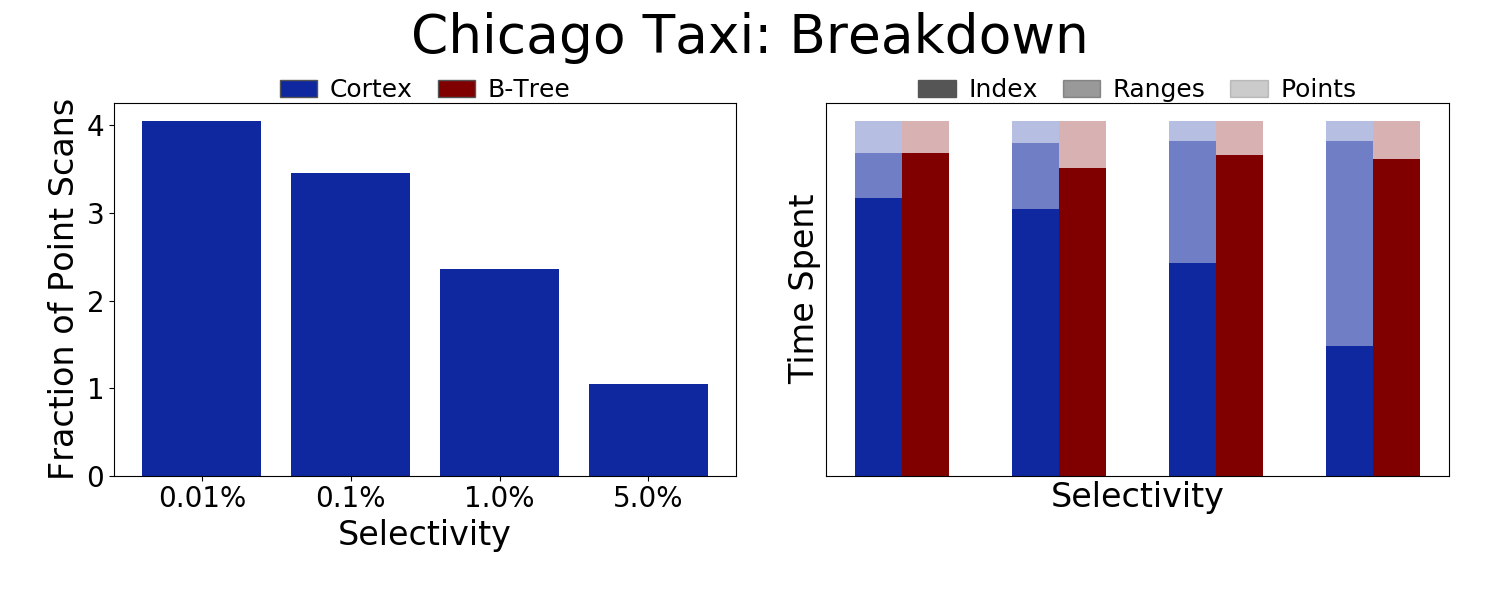 Chicago Taxi: Breakdown
Cortex B-Tree
Fraction of Point Scans
4
3
2
1
0
0.01% 0.1% 1.0% 5.0%
Selectivity
Index Ranges Points
Time Spent
Selectivity